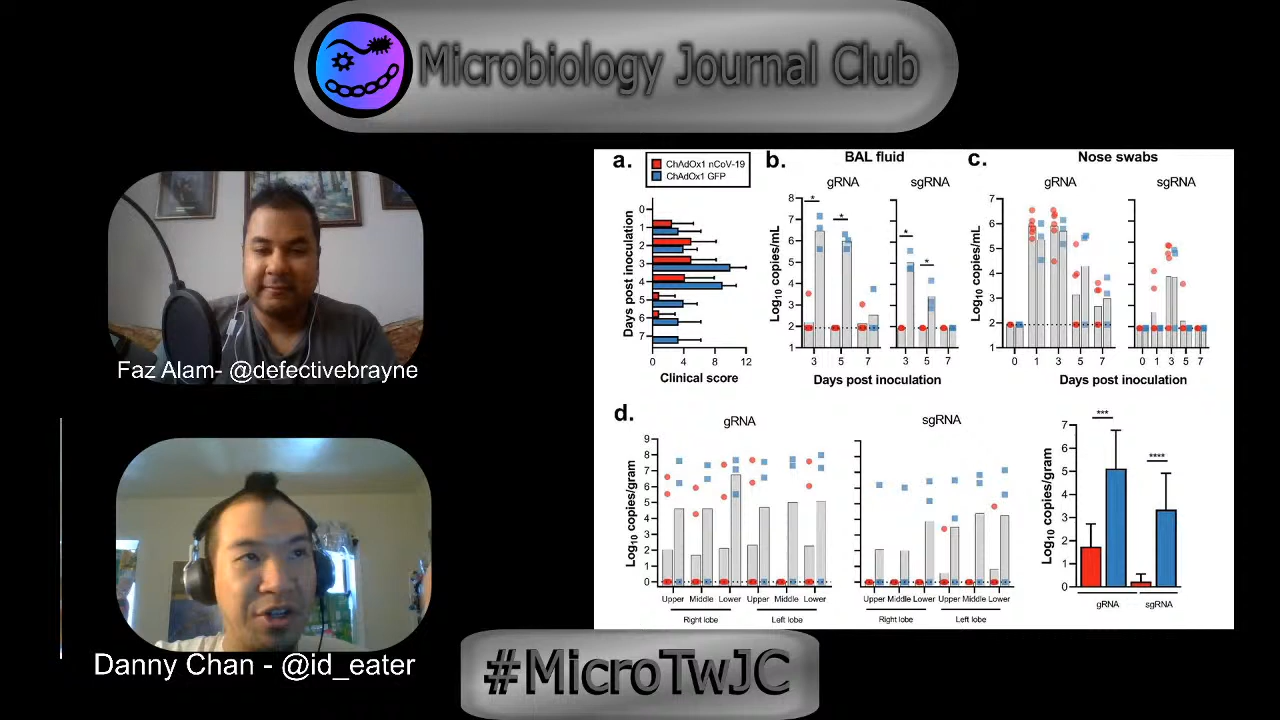 Microbiology Journal Club
Faz Alam- @defectivebrayne
Danny Chan - @id_eater
#MicroTwJC
a.
ChAdOx1 nCoV-19
ChAdOx1 GFP
Days post inoculation
0
1
2
3
4
5
6
7
0 4 8 12
Clinical score
b.
BAL fluid
gRNA
sgRNA
Log10 copies/mL
8
7
6
5
4
3
2
1
3 5 7
3 5 7
Days post inoculation
c.
Nose swabs
gRNA
sgRNA
Log10 copies/mL
7
6
5
4
3
2
1
0 1 3 5 7
0 1 3 5 7
Days post inoculation
d.
gRNA
Log10 copies/gram
9
8
7
6
5
4
3
2
1
0
Upper Middle Lower Upper Middle Lower
Right lobe Left lobe
sgRNA
Upper Middle Lower Upper Middle Lower
Right lobe Left lobe
Log10 copies/gram
7
6
5
4
3
2
1
0
***
****
gRNA sgRNA